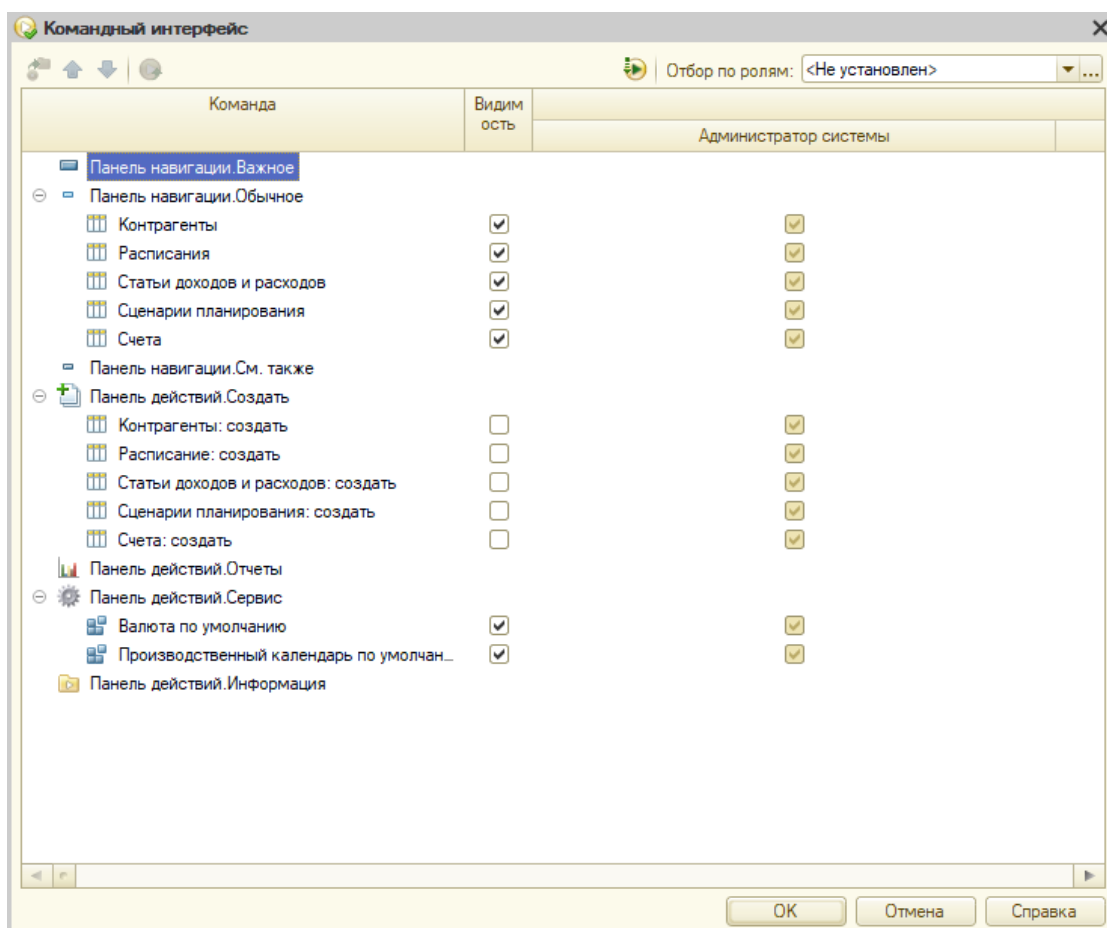 Командный интерфейс
Отбор по ролям: <Не установлен>
Команда
Видим
ость
Администратор системы
Панель навигации.Важное
Панель навигации.Обычное
Контрагенты
Расписания
Статьи доходов и расходов
Сценарии планирования
Счета
Панель навигации.См. также
Панель действий.Создать
Контрагенты: создать
Расписание: создать
Статьи доходов и расходов: создать
Сценарии планирования: создать
Счета: создать
Панель действий.Отчеты
Панель действий.Сервис
Валюта по умолчанию
Производственный календарь по умолчан...
Панель действий.Информация
OK Отмена Справка